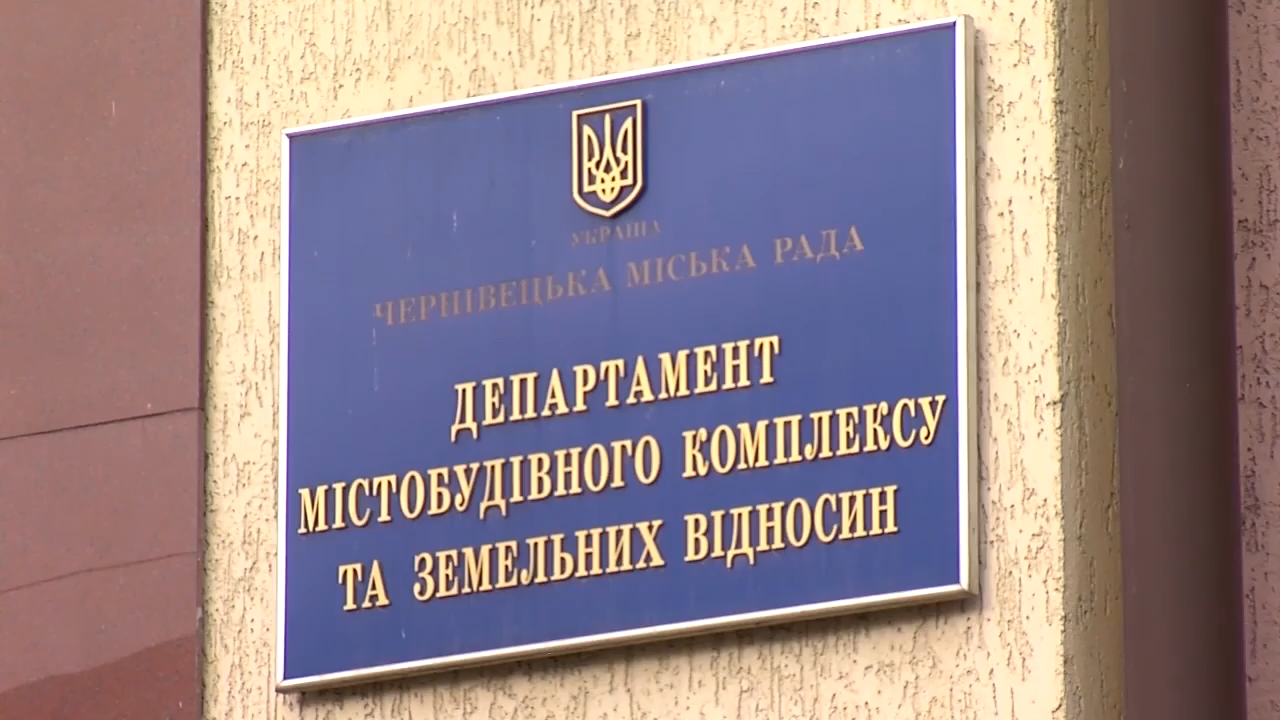 УКРАЇНА
ЧЕРНІВЕЦЬКА МІСЬКА РАДА
ДЕПАРТАМЕНТ
МІСТОБУДІВНОГО КОМПЛЕКСУ
ТА ЗЕМЕЛЬНИХ ВІДНОСИН